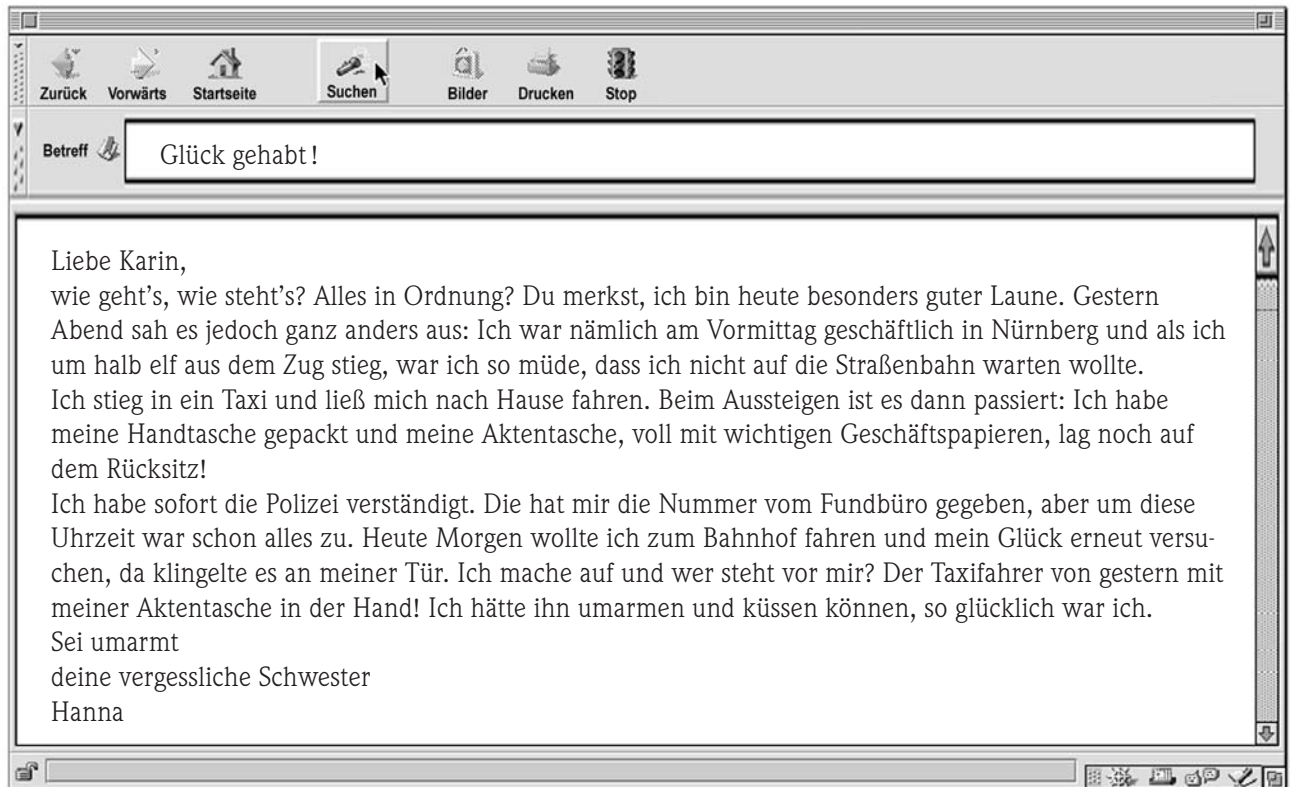 Zurück Vorwärts Startseite Suchen Bilder Drucken Stop
Betreff Glück gehabt!
Liebe Karin,
wie geht's, wie steht's? Alles in Ordnung? Du merkst, ich bin heute besonders guter Laune. Gestern
Abend sah es jedoch ganz anders aus: Ich war nämlich am Vormittag geschäftlich in Nürnberg und als ich
um halb elf aus dem Zug stieg, war ich so müde, dass ich nicht auf die Straßenbahn warten wollte.
Ich stieg in ein Taxi und ließ mich nach Hause fahren. Beim Aussteigen ist es dann passiert: Ich habe
meine Handtasche gepackt und meine Aktentasche, voll mit wichtigen Geschäftspapieren, lag noch auf
dem Rücksitz!
Ich habe sofort die Polizei verständigt. Die hat mir die Nummer vom Fundbüro gegeben, aber um diese
Uhrzeit war schon alles zu. Heute Morgen wollte ich zum Bahnhof fahren und mein Glück erneut versu-
chen, da klingelte es an meiner Tür. Ich mache auf und wer steht vor mir? Der Taxifahrer von gestern mit
meiner Aktentasche in der Hand! Ich hätte ihn umarmen und küssen können, so glücklich war ich.
Sei umarmt
deine vergessliche Schwester
Hanna